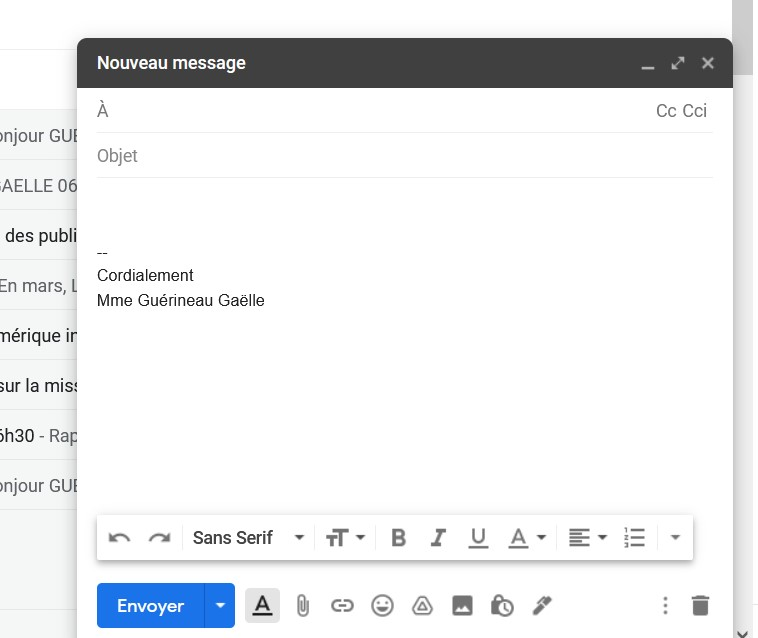 Nouveau message
À
Cc Cci
Objet
onjour GUE
GAELLE 06
des publi
--
Cordialement
En mars, L
Mme Guérineau Gaëlle
mérique in
sur la miss
6h30 - Rap
onjour GUE
Sans Serif
B I U A
Envoyer
A